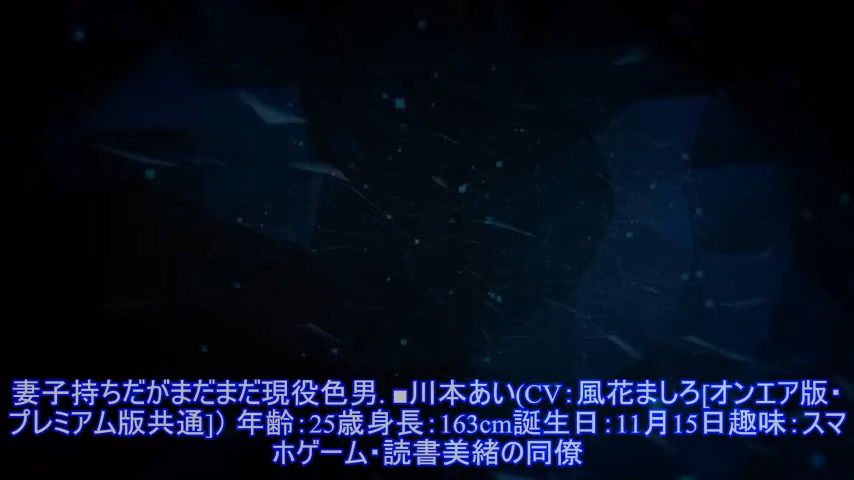 妻子持ちだがまだまだ現役色男. ■川本あい(CV：風花ましろ[オンエア版・
プレミアム版共通]） 年齢：25歳身長：163cm誕生日：11月15日趣味：スマ
ホゲーム・読書美緒の同僚